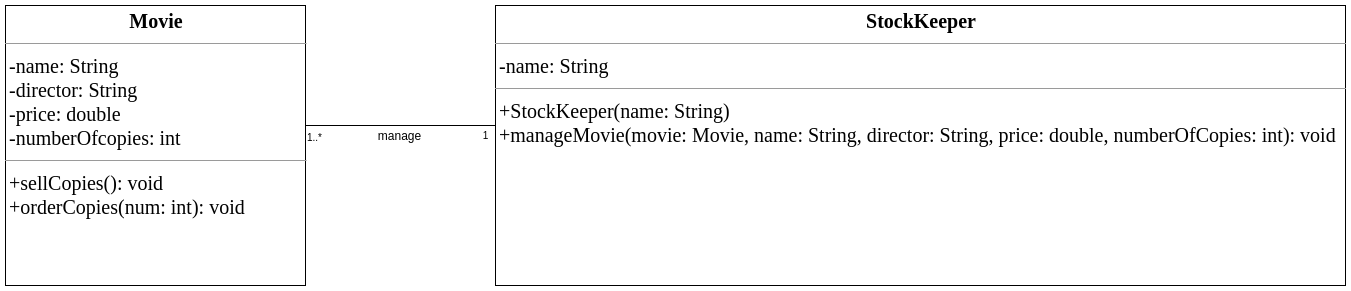 Movie
-name: String
-director: String
-price: double
-numberOfcopies: int
+sellCopies(): void
+orderCopies(num: int): void
1..*
manage
1
StockKeeper
-name: String
+StockKeeper(name: String)
+manageMovie(movie: Movie, name: String, director: String, price: double, numberOfCopies: int): void